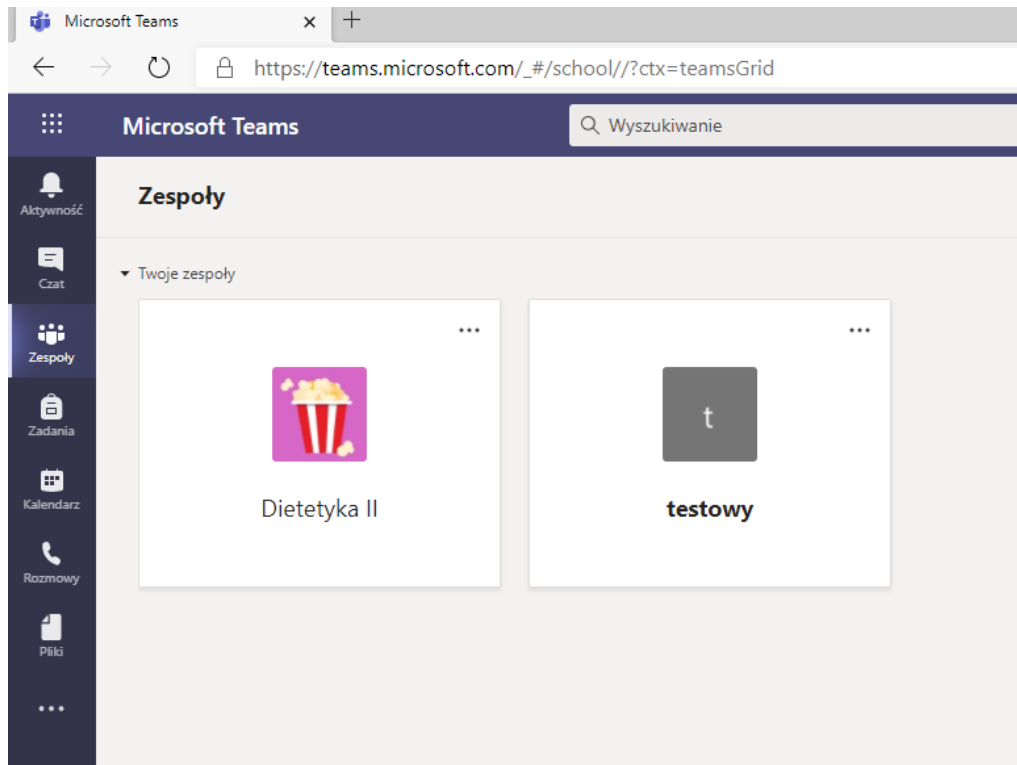 Microsoft Teams
https://teams.microsoft.com/_#/school//?ctx=teamsGrid
Microsoft Teams
Wyszukiwanie
Aktywność
Zespoły
Czat
Twoje zespoły
Zespoły
Zadania
t
Kalendarz
Dietetyka II
testowy
Rozmowy
Pliki